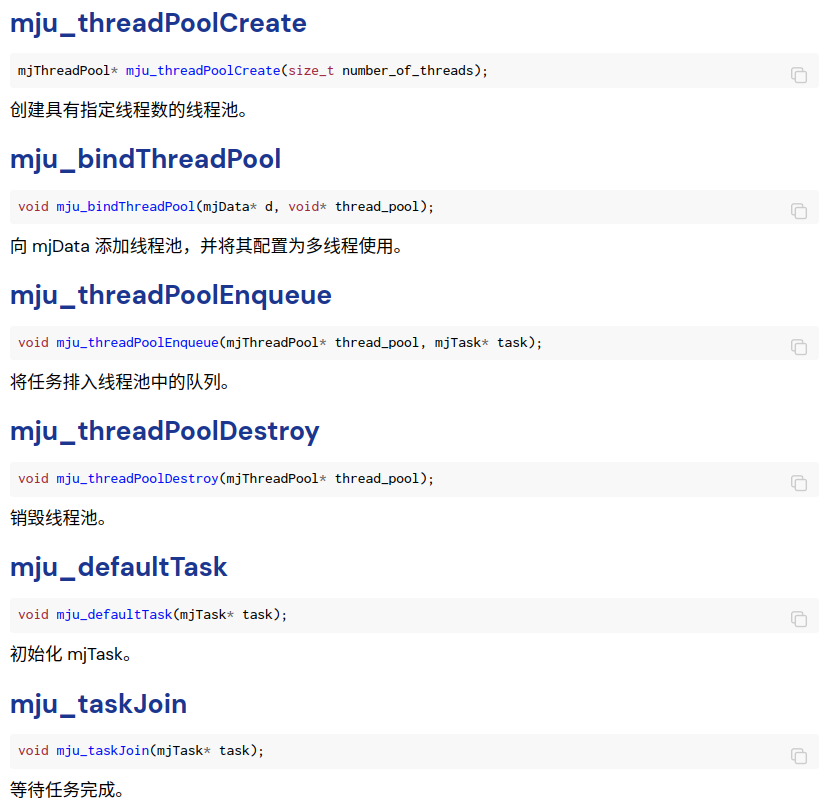 mju_threadPoolCreate
mjThreadPool* mju_threadPoolCreate(size_t number_of_threads);
创建具有指定线程数的线程池。
mju_bindThreadPool
void mju_bindThreadPool(mjData* d, void* thread_pool);
向 mjData 添加线程池，并将其配置为多线程使用。
mju_threadPoolEnqueue
void mju_threadPoolEnqueue(mjThreadPool* thread_pool, mjTask* task);
将任务排入线程池中的队列。
mju_threadPoolDestroy
void mju_threadPoolDestroy(mjThreadPool* thread_pool);
销毁线程池。
mju_defaultTask
void mju_defaultTask(mjTask* task);
初始化 mjTask。
mju_taskJoin
void mju_taskJoin(mjTask* task);
等待任务完成。